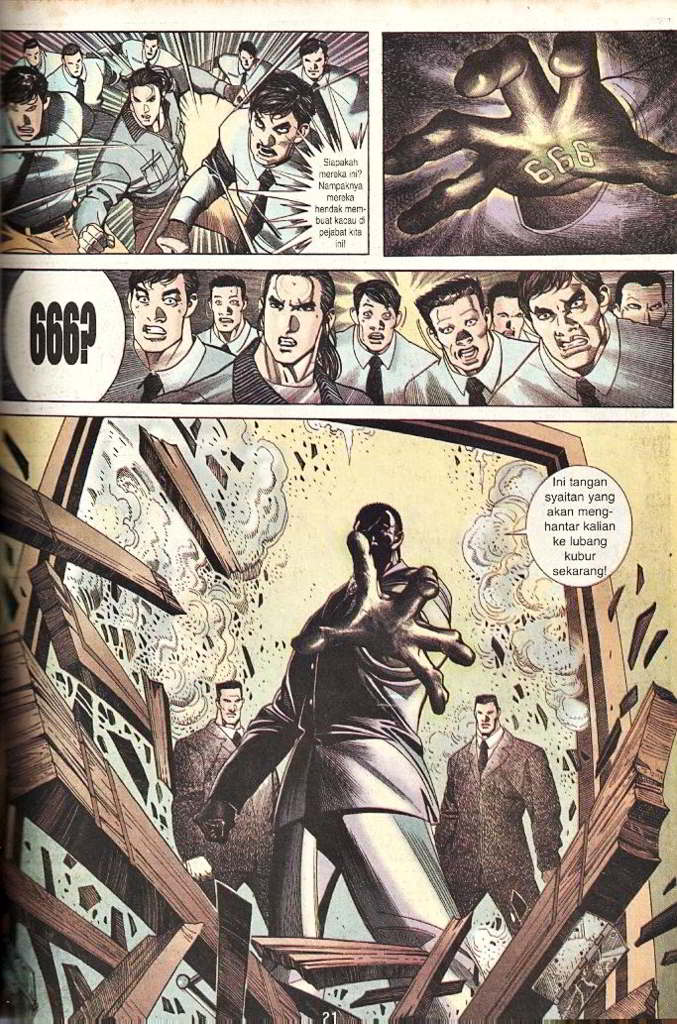 Siapakah
mereka ini?
Nampaknya
mereka
hendak mem-
buat kacau di
pejabat kita
ini!
666
666?
Ini tangan
syaitan yang
akan meng-
hantar kalian
ke lubang
kubur
sekarang!
21